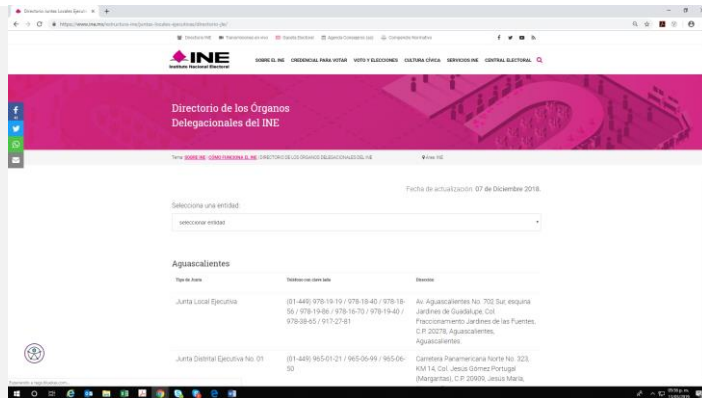 Directorio Juntas Locales Ejecut
https://www.ine.mx/estructura-ine/juntas-locales-ejecutivas/directorio-jle/
Directorio INE Transmisiones en vivo Gaceta Electoral Agenda Consejeros Compendio Normativo
INE
Instituto Nacional Electoral
SOBRE EL INE CREDENCIAL PARA VOTAR VOTO Y ELECCIONES CULTURA CÍVICA SERVICIOS INE CENTRAL ELECTORAL
Directorio de los Órganos
Delegacionales del INE
Tema: SOBRE INE CÓMO FUNCIONA EL INE DIRECTORIO DE LOS ÓRGANOS DELEGACIONALES DEL INE Área: INE
Fecha de actualización: 07 de Diciembre 2018.
Selecciona una entidad:
seleccionar entidad
Aguascalientes
Tipo de Junta Teléfono con clave lada Dirección
Junta Local Ejecutiva (01-449) 978-19-19 / 978-18-40 / 978-18- Av. Aguascalientes No. 702 Sur, esquina
56 / 978-19-86 / 978-16-70 / 978-19-40 / Jardines de Guadalupe, Col.
978-38-65 / 917-27-81 Fraccionamiento Jardines de las Fuentes,
C.P. 20278, Aguascalientes,
Aguascalientes.
Junta Distrital Ejecutiva No. 01 (01-449) 965-01-21 / 965-06-99 / 965-06- Carretera Panamericana Norte No. 323,
50 KM 14, Col. Jesús Gómez Portugal
(Margaritas), C.P. 20909, Jesús María,